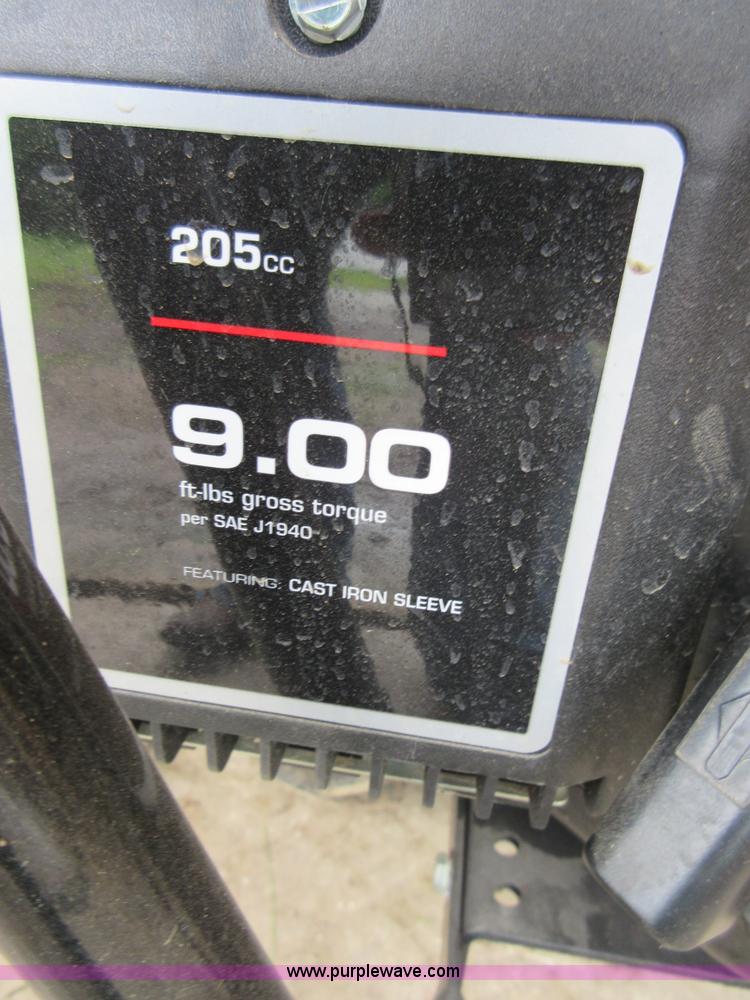 205cc
9.00
ft-lbs gross torque
per SAE J1940
FEATURING: CAST IRON SLEEVE
www.purplewave.com